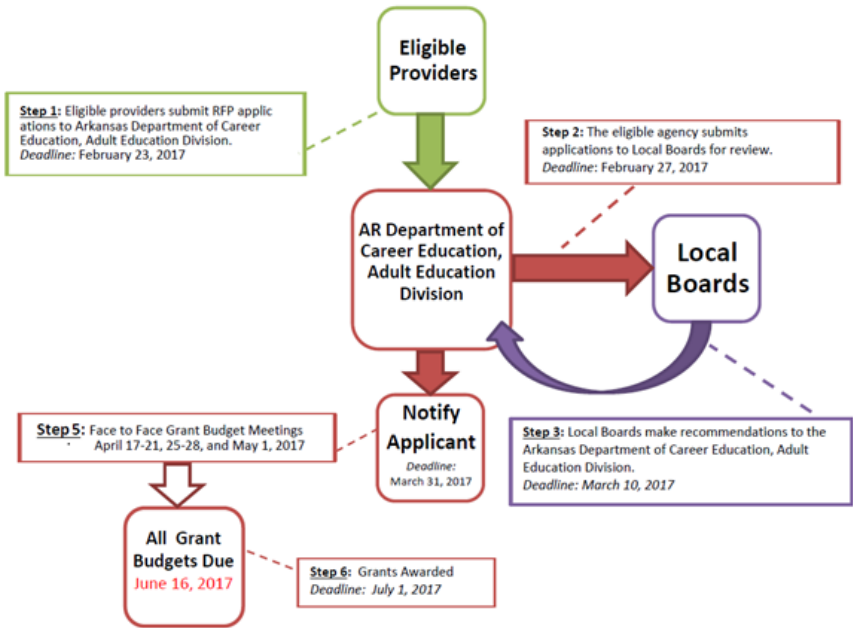 Eligible
Providers
Step 1: Eligible providers submit RFP applic
ations to Arkansas Department of Career
Education, Adult Education Division.
Deadline: February 23, 2017
Step 2: The eligible agency submits
applications to Local Boards for review.
Deadline: February 27, 2017
AR Department of
Career Education,
Adult Education
Division
Local
Boards
Step 3: Local Boards make recommendations to the
Arkansas Department of Career Education, Adult
Education Division.
Deadline: March 10, 2017
Notify
Applicant
Deadline:
March 31, 2017
Step 5: Face to Face Grant Budget Meetings
April 17-21, 25-28, and May 1, 2017
All Grant
Budgets Due
June 16, 2017
Step 6: Grants Awarded
Deadline: July 1, 2017